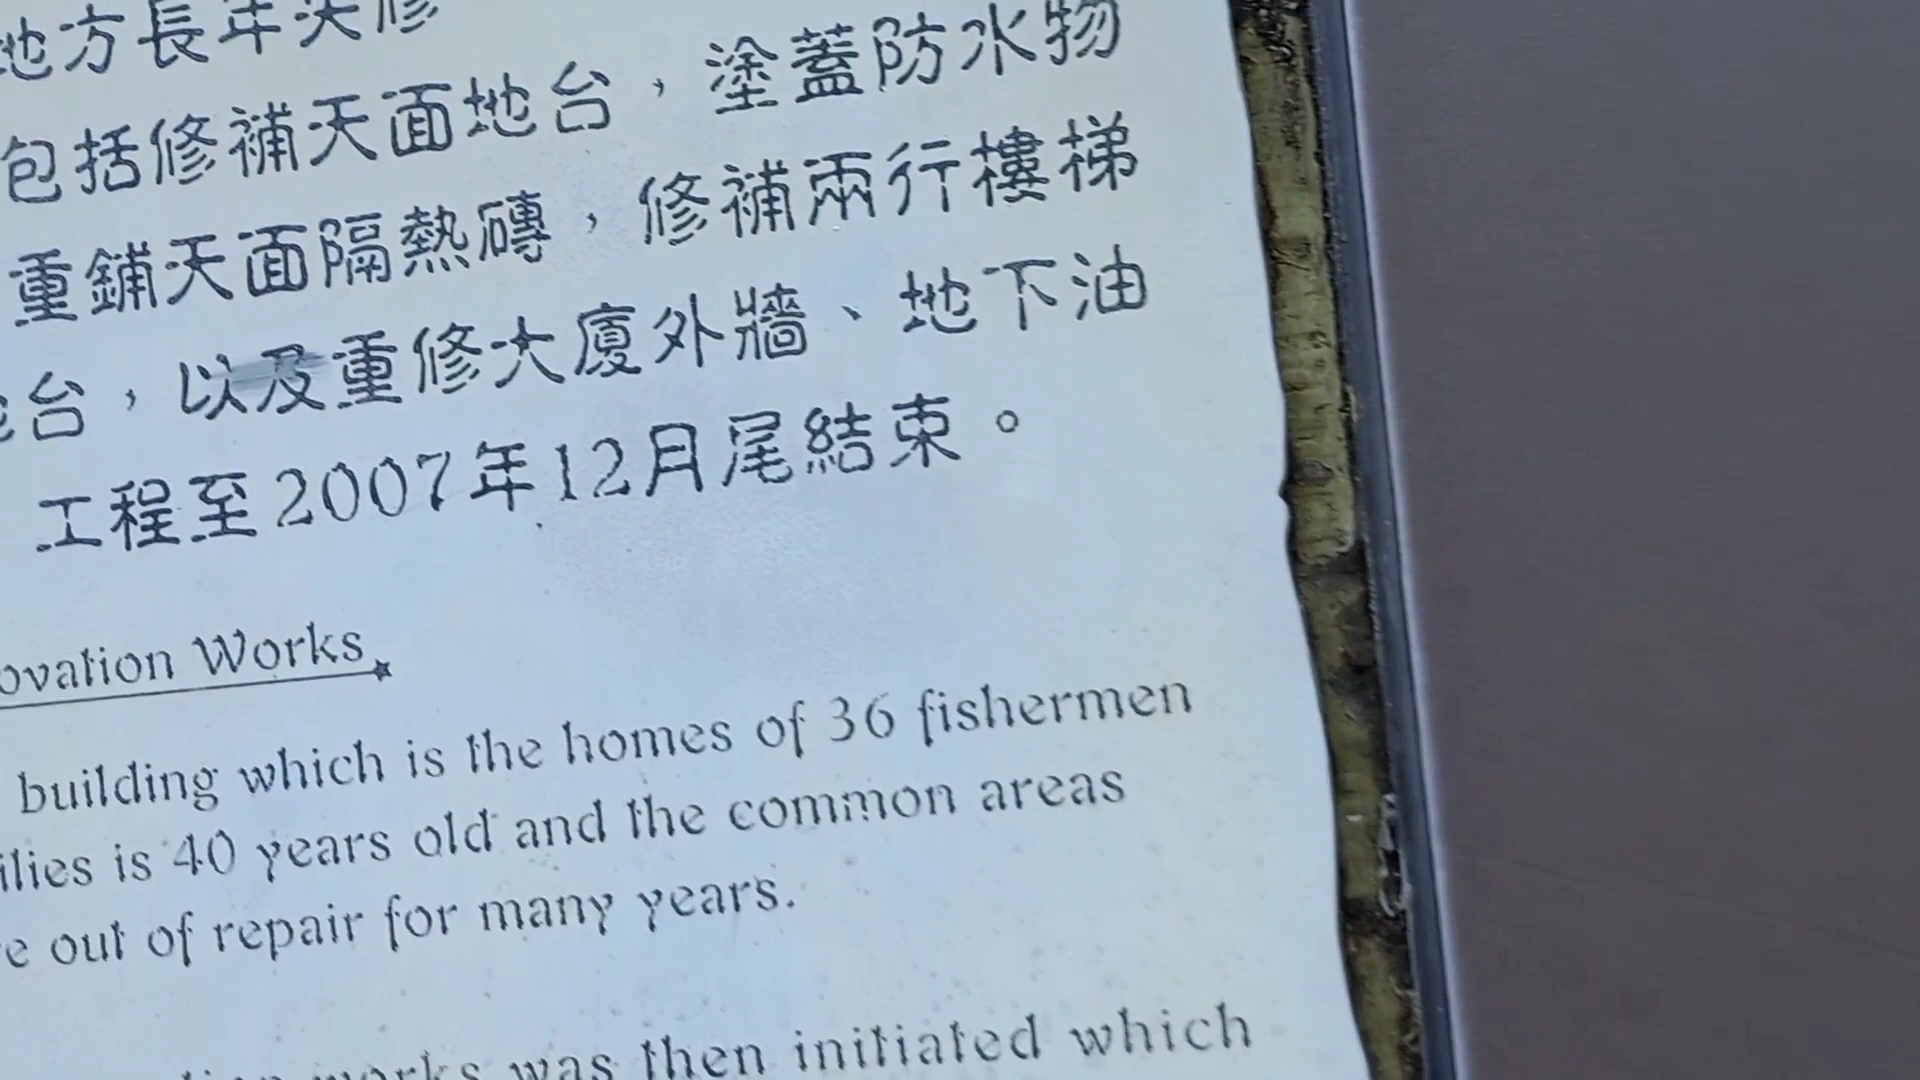 地方長年失修
包括修補天面地台，塗蓋防水物
重鋪天面隔熱磚，修補兩行樓梯
台，以及重修大廈外牆、地下油
工程至2007年12月尾結束。
ovation Works
building which is the homes of 36 fishermen
ilies is 40 years old and the common areas
e out of repair for many years.
works was then initiated which